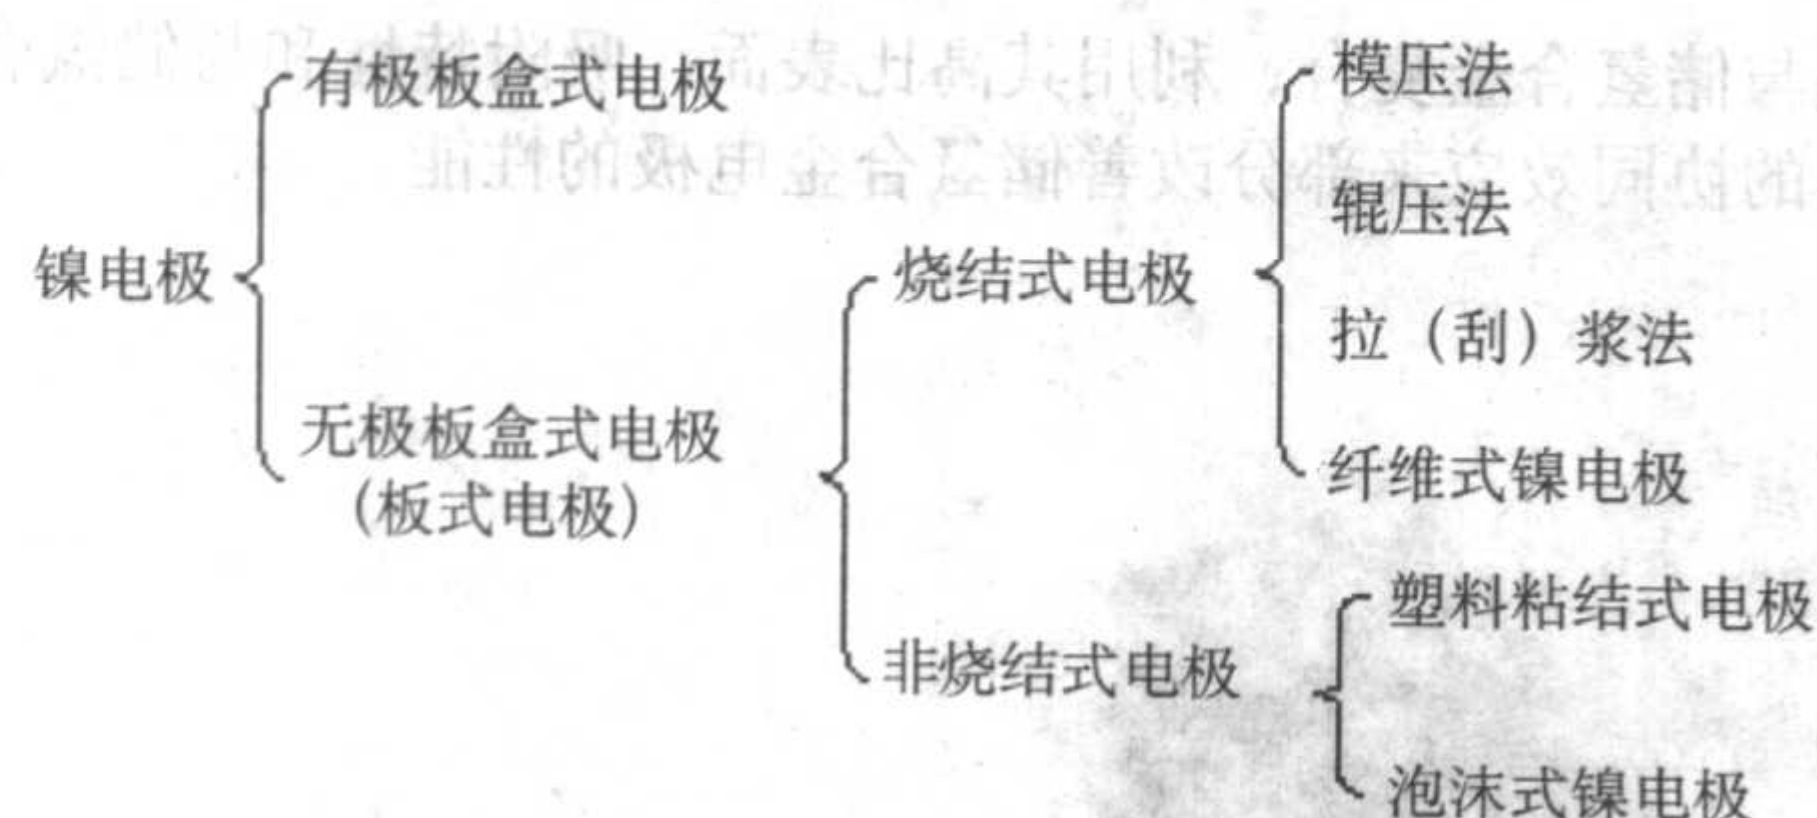 镍电极
有极板盒式电极
无极板盒式电极
(板式电极)
烧结式电极
模压法
辊压法
拉（刮）浆法
纤维式镍电极
非烧结式电极
塑料粘结式电极
泡沫式镍电极